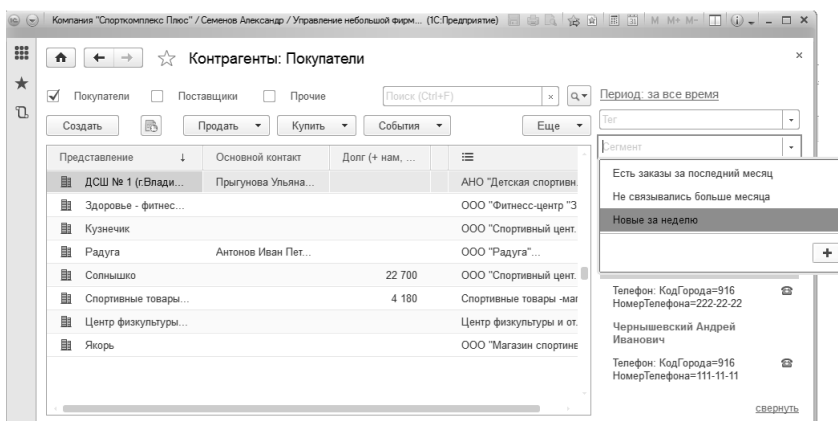 Компания "Спорткомплекс Плюс" / Семенов Александр / Управление небольшой фирм... (1С:Предприятие) M M+ M-
Контрагенты: Покупатели
Покупатели Поставщики Прочие Поиск (Ctrl+F) Период: за все время
Тег
Создать Продать Купить События Еще
Сегмент
Представление ↓ Основной контакт Долг (+ нам, ...
Есть заказы за последний месяц
ДСШ № 1 (г.Влади... Прыгунова Ульяна... АНО "Детская спортивн.
Не связывались больше месяца
Здоровье - фитнес... ООО "Фитнесс-центр "З
Новые за неделю
Кузнечик ООО "Спортивный цент.
Радуга Антонов Иван Пет... ООО "Радуга"...
Солнышко 22 700 ООО "Спортивный цент.
Спортивные товары... 4 180 Спортивные товары -маг
Телефон: КодГорода=916
НомерТелефона=222-22-22
Центр физкультуры... Центр физкультуры и от.
Чернышевский Андрей
Иванович
Якорь ООО "Магазин спортивн
Телефон: КодГорода=916
НомерТелефона=111-11-11
свернуть